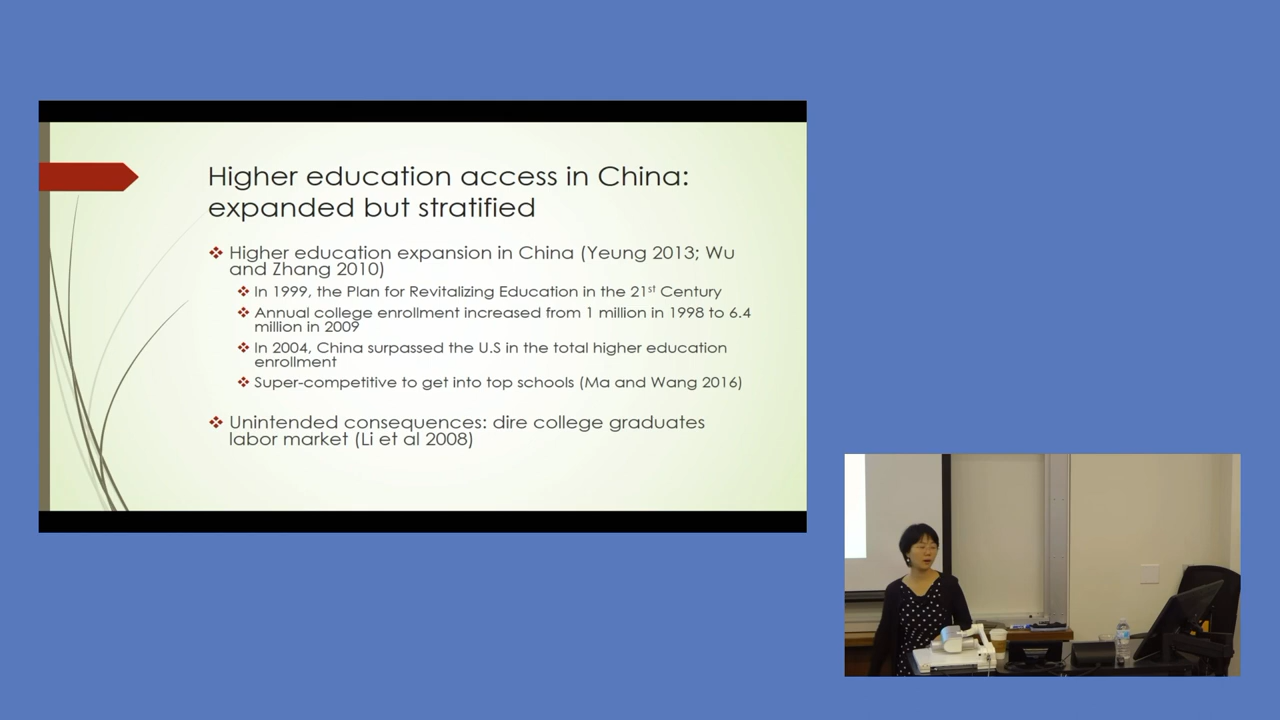 Higher education access in China:
expanded but stratified
Higher education expansion in China (Yeung 2013; Wu
and Zhang 2010)
In 1999, the Plan for Revitalizing Education in the 21st Century
Annual college enrollment increased from 1 million in 1998 to 6.4
million in 2009
In 2004, China surpassed the U.S in the total higher education
enrollment
Super-competitive to get into top schools (Ma and Wang 2016)
Unintended consequences: dire college graduates
labor market (Li et al 2008)